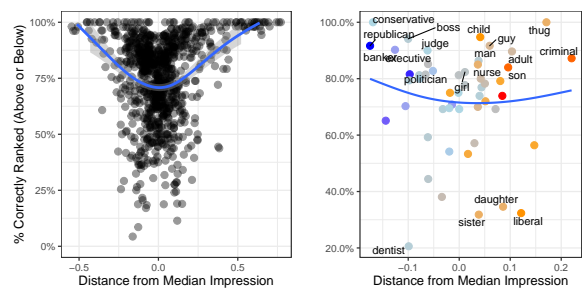 % Correctly Ranked (Above or Below)
100%
75%
50%
25%
0%
−0.5
0.0
0.5
Distance from Median Impression
100.0%
80.0%
60.0%
40.0%
20.0%
−0.1
0.0
0.1
0.2
Distance from Median Impression
conservative
republican
boss
child
guy
thug
judge
banker
executive
man
adult
criminal
politician
nurse
son
girl
daughter
sister
liberal
dentist